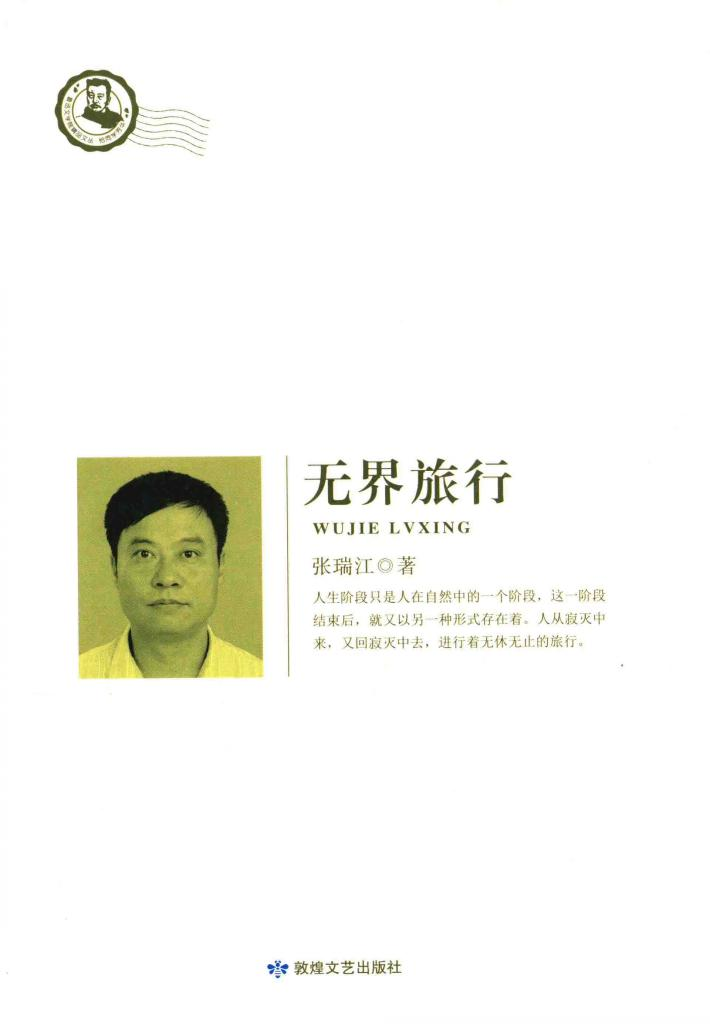 无界旅行
WUJIE LVXING
张瑞江◎著
人生阶段只是人在自然中的一个阶段，这一阶段
结束后，就又以另一种形式存在着。人从寂灭中
来，又回寂灭中去，进行着无休无止的旅行。
敦煌文艺出版社